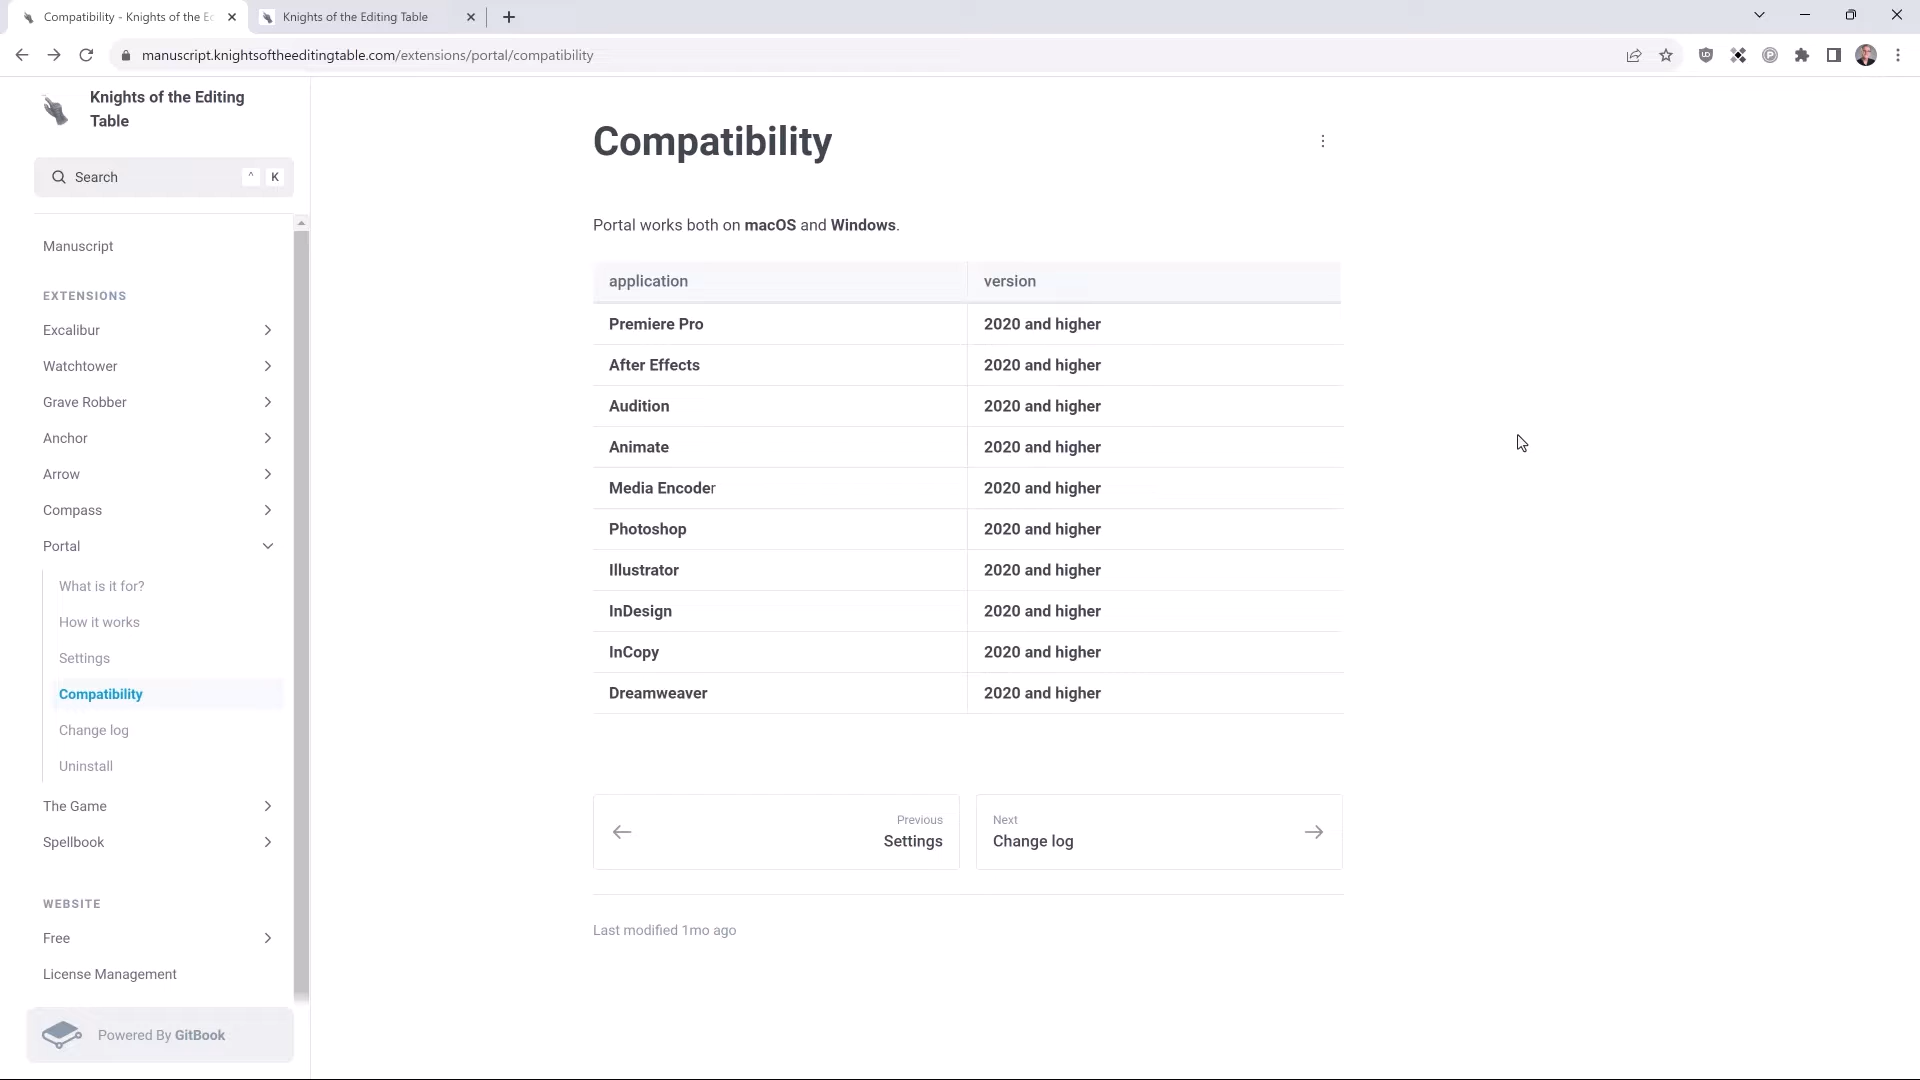 Compatibility - Knights of the Ed
Knights of the Editing Table
manuscript.knightsoftheeditingtable.com/extensions/portal/compatibility
Knights of the Editing
Table
Search
^ K
Manuscript
EXTENSIONS
Excalibur
Watchtower
Grave Robber
Anchor
Arrow
Compass
Portal
What is it for?
How it works
Settings
Compatibility
Change log
Uninstall
The Game
Spellbook
WEBSITE
Free
License Management
Powered By GitBook
Compatibility
Portal works both on macOS and Windows.
application version
Premiere Pro 2020 and higher
After Effects 2020 and higher
Audition 2020 and higher
Animate 2020 and higher
Media Encoder 2020 and higher
Photoshop 2020 and higher
Illustrator 2020 and higher
InDesign 2020 and higher
InCopy 2020 and higher
Dreamweaver 2020 and higher
Previous
Settings
Next
Change log
Last modified 1mo ago